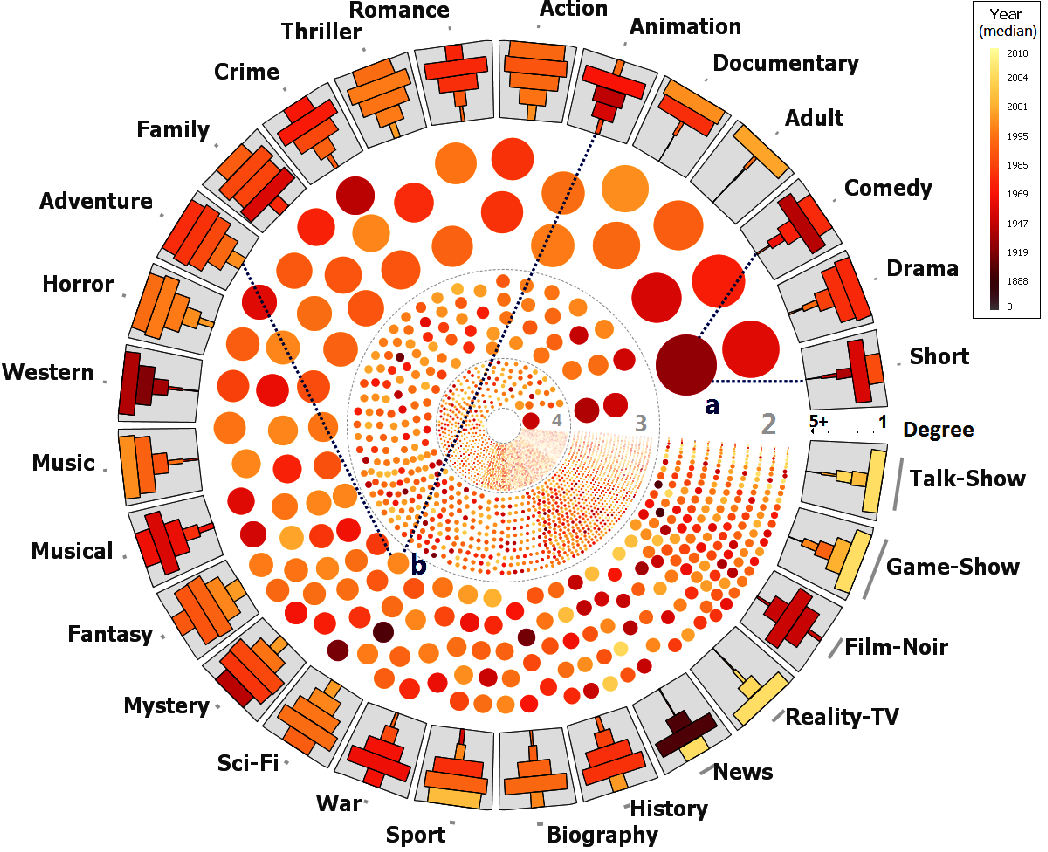 Romance
Action
Thriller
Animation
Crime
Documentary
Family
Adult
Adventure
Comedy
Horror
Drama
Western
Short
a
4
3
2
5+
1
Degree
Music
Talk-Show
Musical
Game-Show
b
Fantasy
Film-Noir
Mystery
Reality-TV
Sci-Fi
News
War
History
Sport
Biography
Year
(median)
2010
2004
2001
1995
1985
1969
1947
1919
1888
0